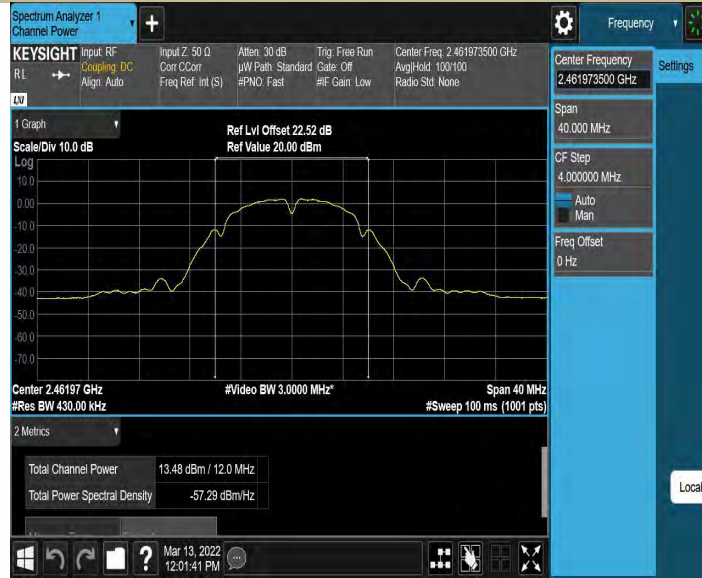 Spectrum Analyzer 1
Channel Power
Frequency
KEYSIGHT
RL
LXI
Input: RF
Coupling: DC
Align: Auto
Input Z: 50 Ω
Corr CCorr
Freq Ref: Int (S)
Atten: 30 dB
µW Path: Standard
#PNO: Fast
Trig: Free Run
Gate: Off
#IF Gain: Low
Center Freq: 2.461973500 GHz
Avg|Hold: 100/100
Radio Std: None
Center Frequency
2.461973500 GHz
Settings
Span
40.000 MHz
CF Step
4.000000 MHz
Auto
Man
Freq Offset
0 Hz
Local
1 Graph
Scale/Div 10.0 dB
Ref Lvl Offset 22.52 dB
Ref Value 20.00 dBm
Log
10.0
0.00
-10.0
-20.0
-30.0
-40.0
-50.0
-60.0
-70.0
Center 2.46197 GHz
#Video BW 3.0000 MHz*
Span 40 MHz
#Res BW 430.00 kHz
#Sweep 100 ms (1001 pts)
2 Metrics
Total Channel Power 13.48 dBm / 12.0 MHz
Total Power Spectral Density -57.29 dBm/Hz
?
Mar 13, 2022
12:01:41 PM